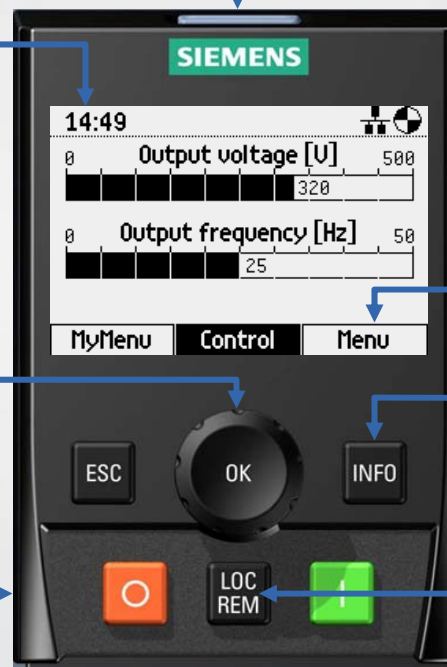 SIEMENS
14:49
0 Output voltage [V] 500
320
0 Output frequency [Hz] 50
25
MyMenu Control Menu
ESC OK INFO
O LOC I
REM